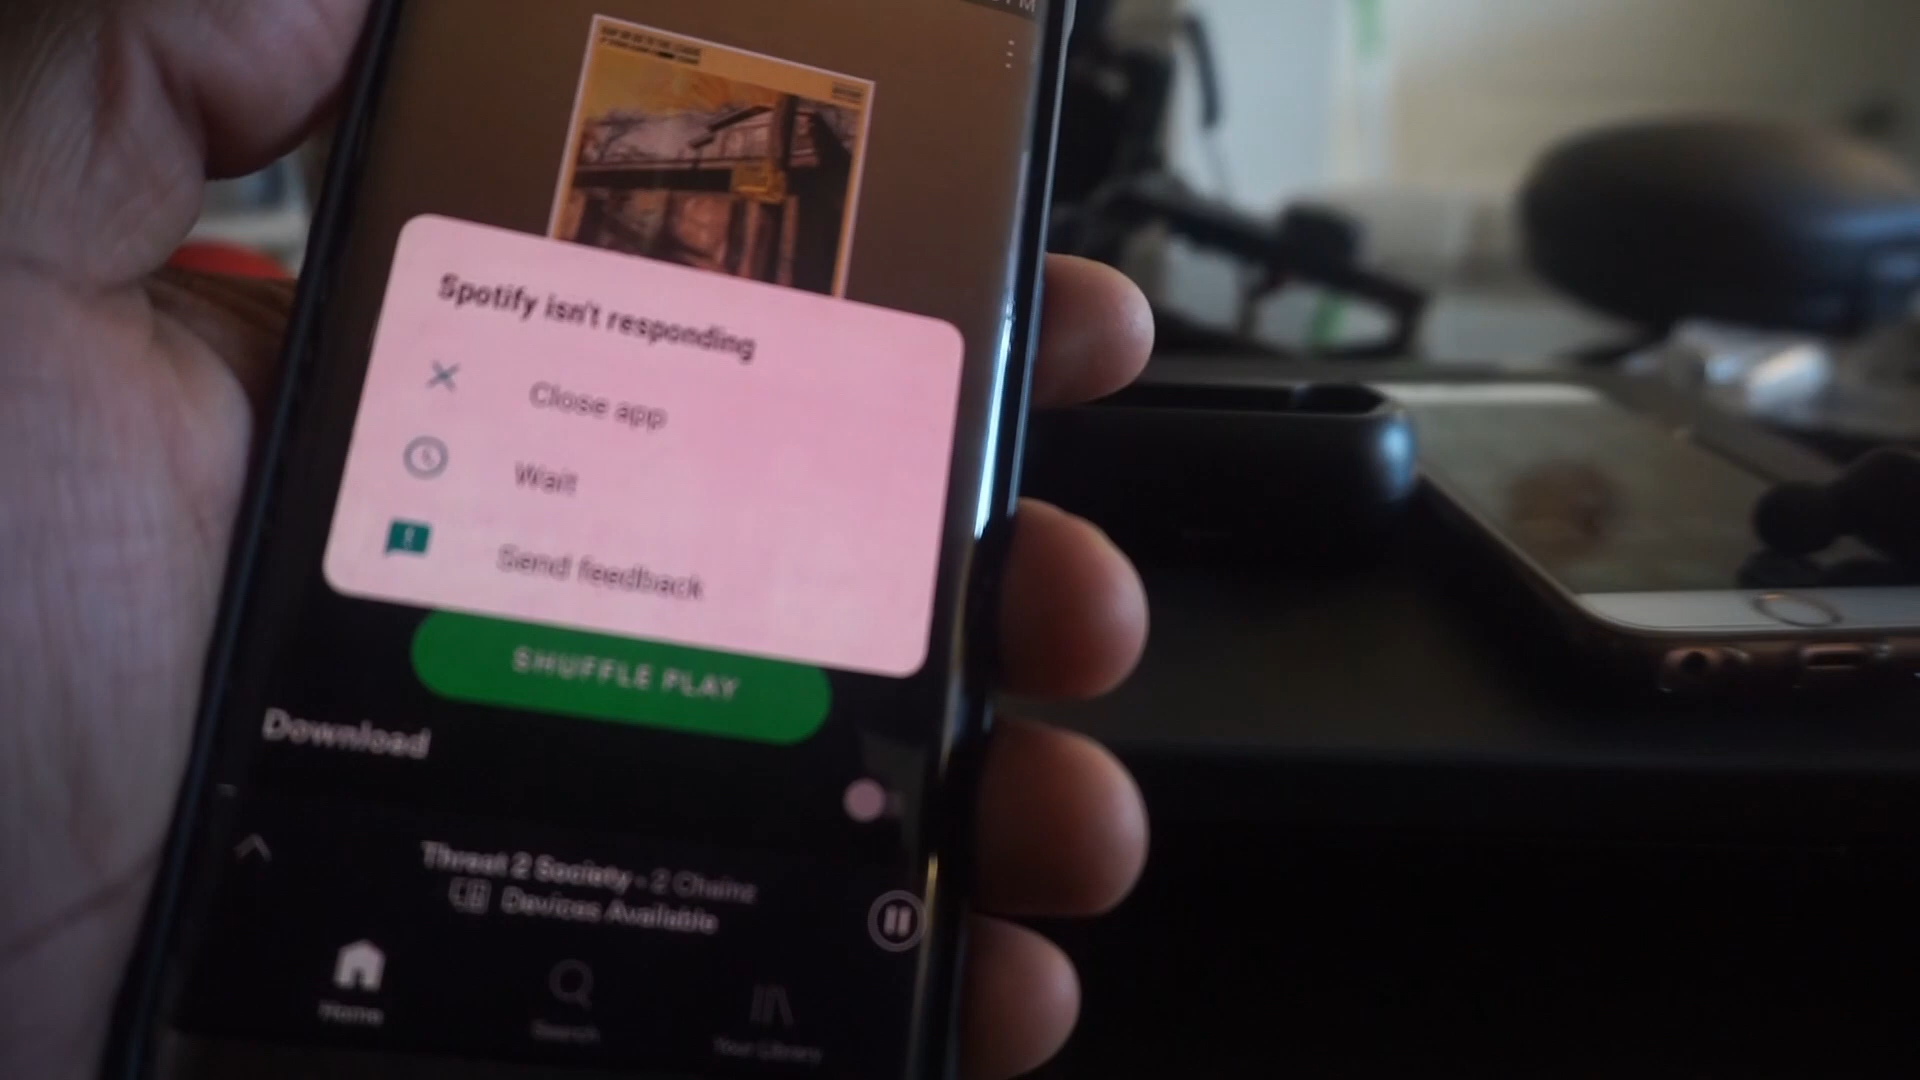 Spotify isn't responding
Close app
Wait
Send feedback
SHUFFLE PLAY
Download
Threat 2 Society - 2 Chainz
Devices Available
Home
Search
Your Library